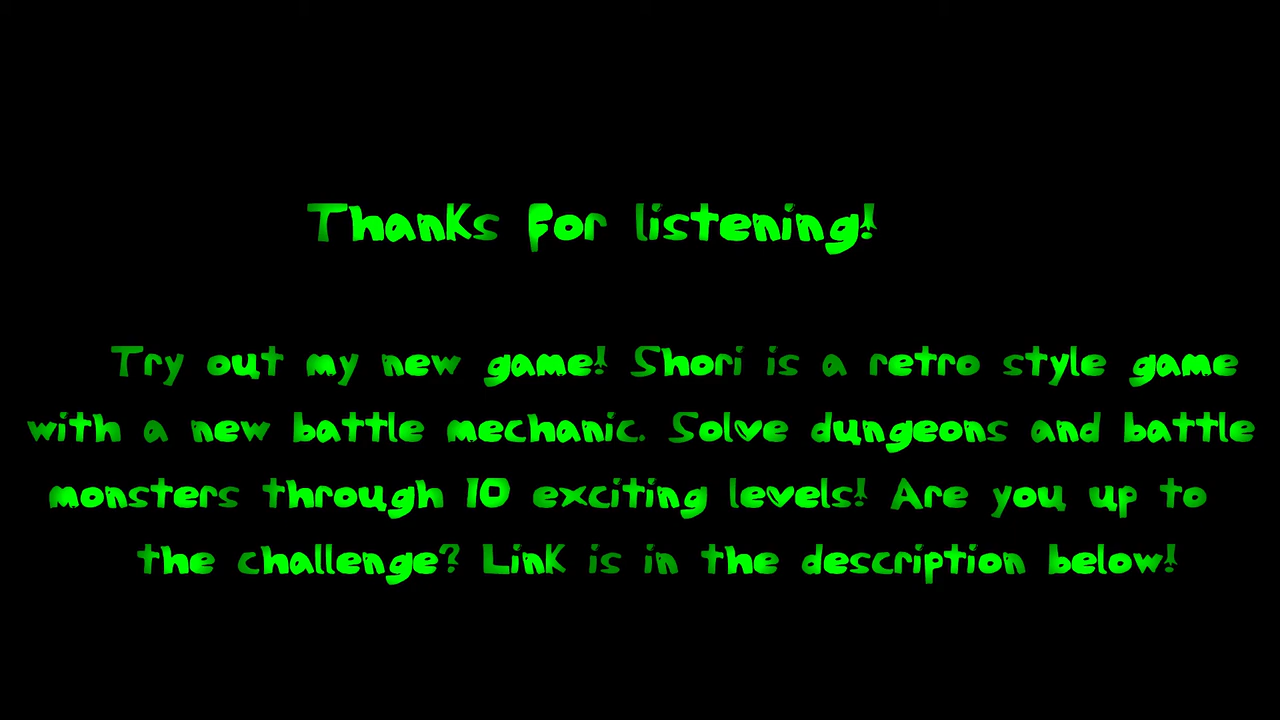 Thanks for listening!
Try out my new game! Shori is a retro style game
with a new battle mechanic. Solve dungeons and battle
monsters through 10 exciting levels! Are you up to
the challenge? Link is in the description below!